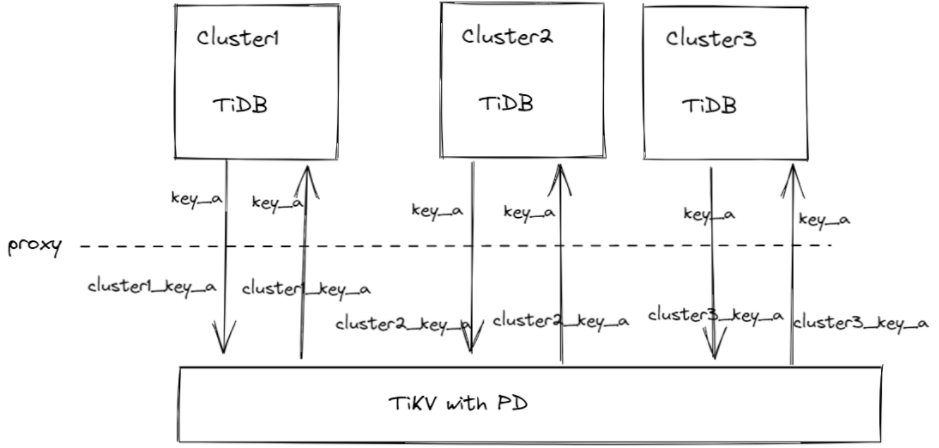 cluster1
TiDB
cluster2
TiDB
cluster3
TiDB
key_a
key_a
key_a
key_a
key_a
key_a
proxy
cluster1_key_a
cluster1_key_a
cluster2_key_a
cluster2_key_a
cluster3_key_a
cluster3_key_a
TiKV with PD